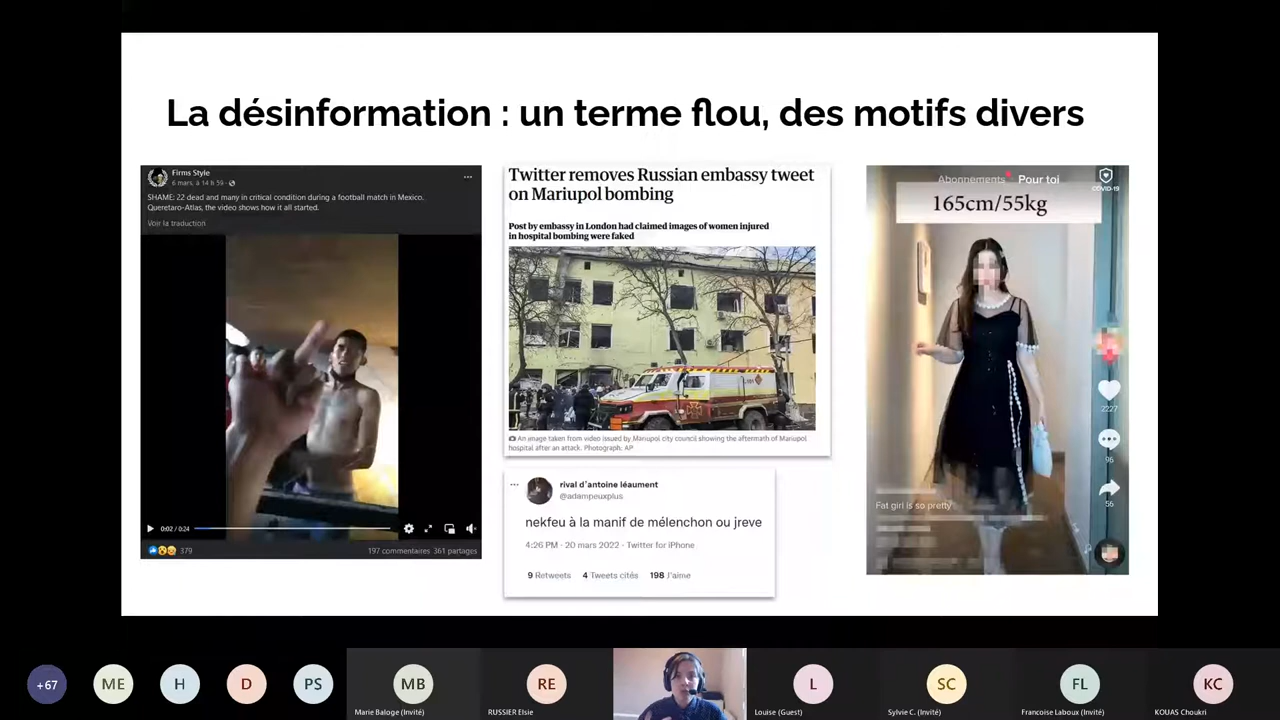 La désinformation : un terme flou, des motifs divers
Firms Style
6 mars, à 14 h 59 ·
SHAME: 22 dead and many in critical condition during a football match in Mexico.
Queretaro-Atlas, the video shows how it all started.
Voir la traduction
0:02 / 0:24
379
197 commentaires 361 partages
Twitter removes Russian embassy tweet
on Mariupol bombing
Post by embassy in London had claimed images of women injured
in hospital bombing were faked
An image taken from video issued by Mariupol city council showing the aftermath of Mariupol
hospital after an attack. Photograph: AP
rival d'antoine léaument
@adampeuxplus
nekfeu à la manif de mélenchon ou jreve
4:26 PM · 20 mars 2022 · Twitter for iPhone
9 Retweets 4 Tweets cités 198 J'aime
Abonnements Pour toi
COVID-19
165cm/55kg
2227
96
56
Fat girl is so pretty
+67
ME
H
D
PS
MB
Marie Baloge (Invité)
RE
RUSSIER Elsie
L
Louise (Guest)
SC
Sylvie C. (Invité)
FL
Francoise Laboux (Invité)
KC
KOUAS Choukri